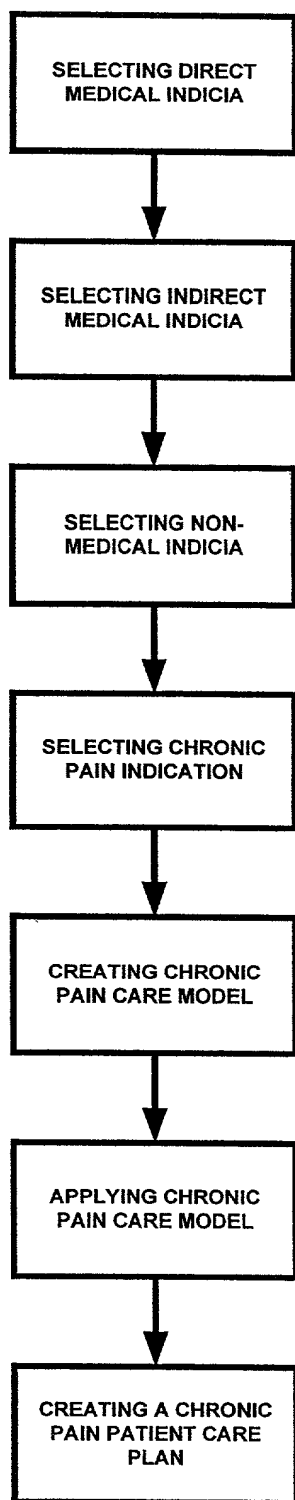 SELECTING DIRECT
MEDICAL INDICIA
SELECTING INDIRECT
MEDICAL INDICIA
SELECTING NON-
MEDICAL INDICIA
SELECTING CHRONIC
PAIN INDICATION
CREATING CHRONIC
PAIN CARE MODEL
APPLYING CHRONIC
PAIN CARE MODEL
CREATING A CHRONIC
PAIN PATIENT CARE
PLAN